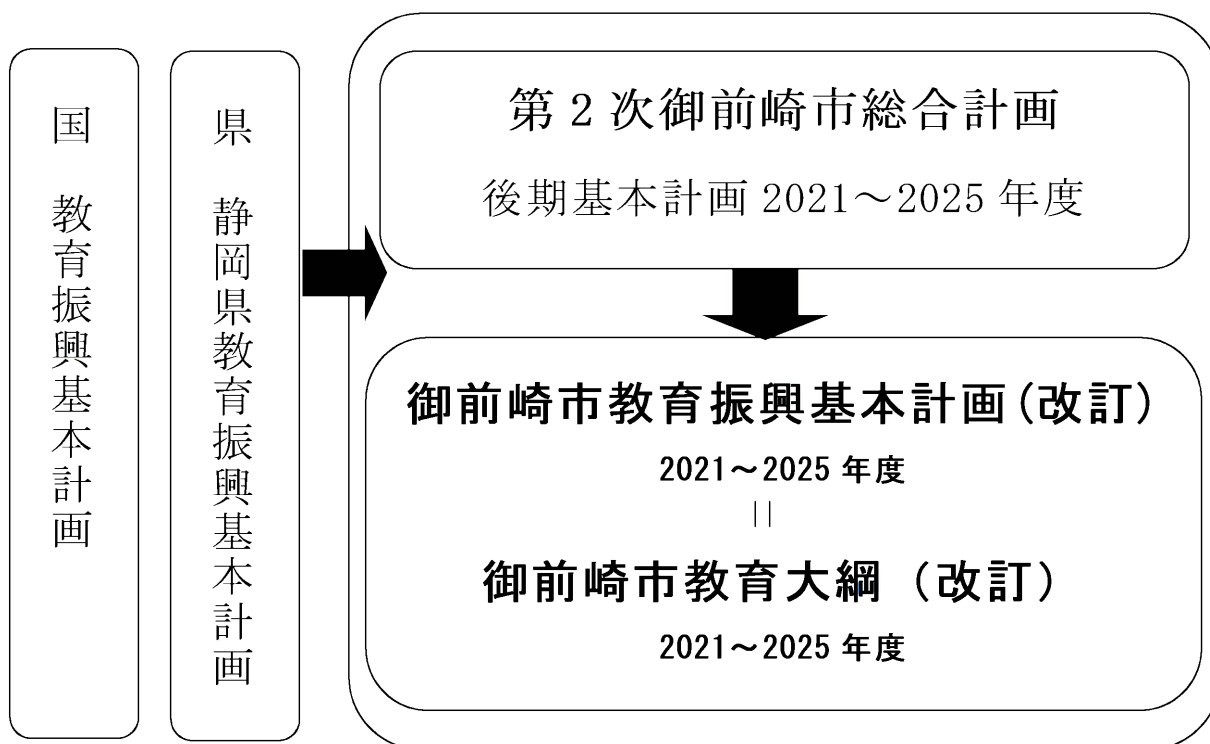 国　教育振興基本計画
県　静岡県教育振興基本計画
第２次御前崎市総合計画
後期基本計画 2021～2025 年度
御前崎市教育振興基本計画（改訂）
2021～2025 年度
||
御前崎市教育大綱（改訂）
2021～2025 年度